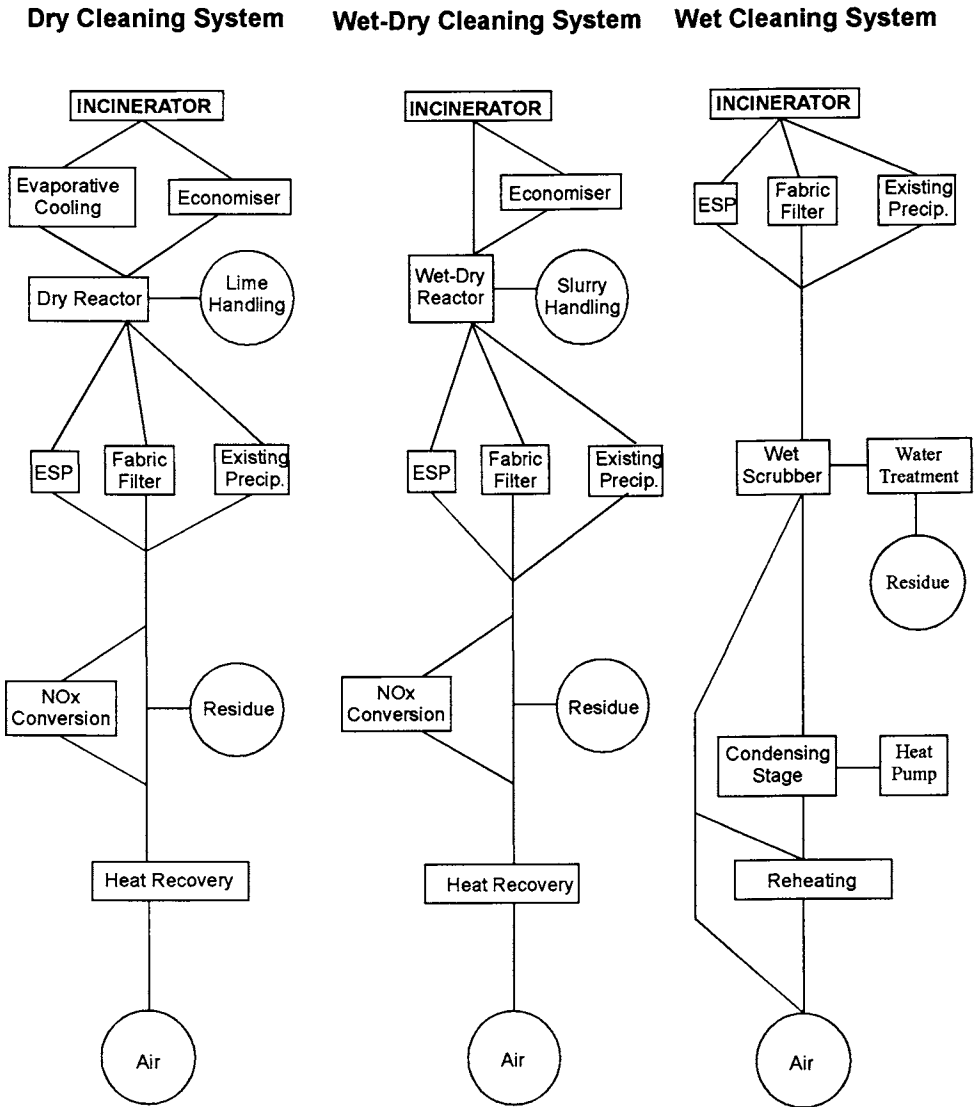 Dry Cleaning System
Wet-Dry Cleaning System
Wet Cleaning System
INCINERATOR
Evaporative
Cooling
Economiser
Dry Reactor
Lime
Handling
ESP
Fabric
Filter
Existing
Precip.
NOx
Conversion
Residue
Heat Recovery
Air
INCINERATOR
Economiser
Wet-Dry
Reactor
Slurry
Handling
ESP
Fabric
Filter
Existing
Precip.
NOx
Conversion
Residue
Heat Recovery
Air
INCINERATOR
ESP
Fabric
Filter
Existing
Precip.
Wet
Scrubber
Water
Treatment
Residue
Condensing
Stage
Heat
Pump
Reheating
Air